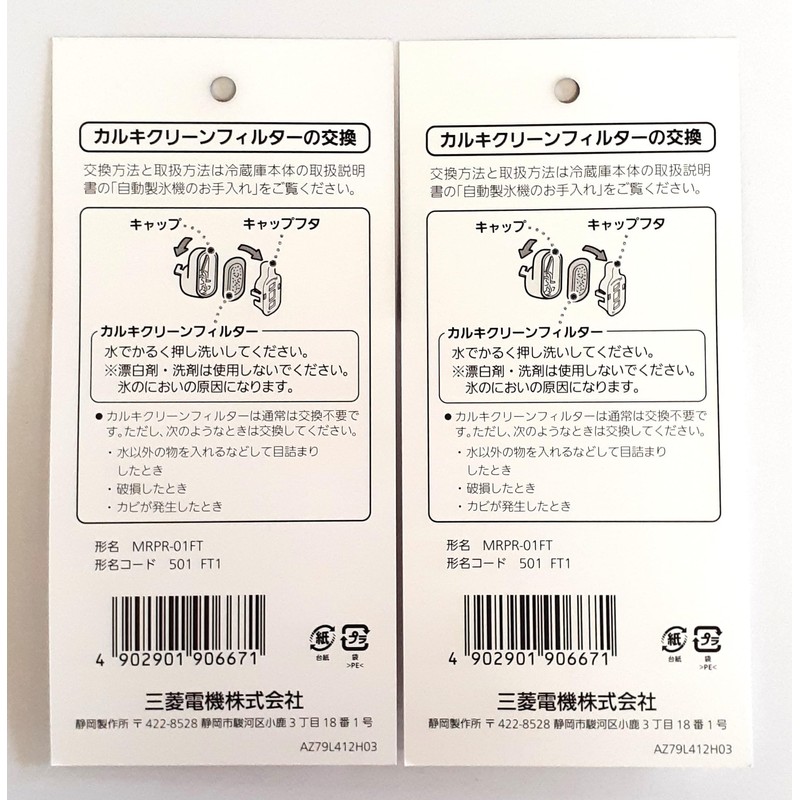 カルキクリーンフィルターの交換
交換方法と取扱方法は冷蔵庫本体の取扱説明
書の「自動製氷機のお手入れ」をご覧ください。
キャップ
キャップフタ
カルキクリーンフィルター
水でかるく押し洗いしてください。
※漂白剤・洗剤は使用しないでください。
氷のにおいの原因になります。
●カルキクリーンフィルターは通常は交換不要で
す。ただし、次のようなときは交換してください。
・水以外の物を入れるなどして目詰まり
したとき
・破損したとき
・カビが発生したとき
形名 MRPR-01FT
形名コード 501 FT1
4 902901 906671
紙
台紙
プラ
袋
>PE<
三菱電機株式会社
静岡製作所 〒422-8528 静岡市駿河区小鹿3丁目18番1号
AZ79L412H03
カルキクリーンフィルターの交換
交換方法と取扱方法は冷蔵庫本体の取扱説明
書の「自動製氷機のお手入れ」をご覧ください。
キャップ
キャップフタ
カルキクリーンフィルター
水でかるく押し洗いしてください。
※漂白剤・洗剤は使用しないでください。
氷のにおいの原因になります。
●カルキクリーンフィルターは通常は交換不要で
す。ただし、次のようなときは交換してください。
・水以外の物を入れるなどして目詰まり
したとき
・破損したとき
・カビが発生したとき
形名 MRPR-01FT
形名コード 501 FT1
4 902901 906671
紙
台紙
プラ
袋
>PE<
三菱電機株式会社
静岡製作所 〒422-8528 静岡市駿河区小鹿3丁目18番1号
AZ79L412H03